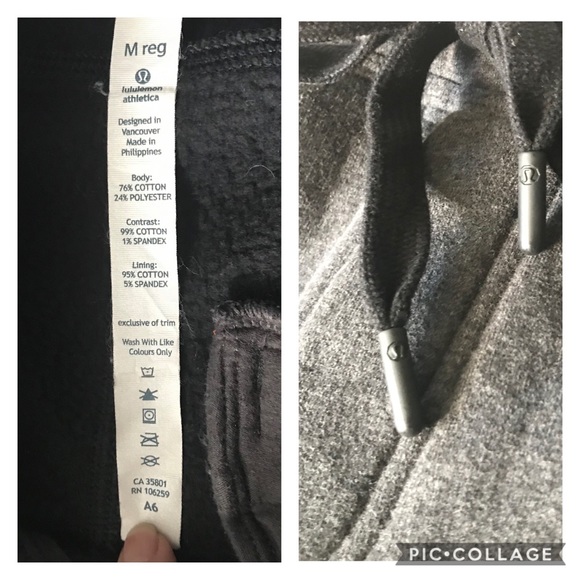 M reg
lululemon
athletica
Designed in
Vancouver
Made in
Philippines
Body:
76% COTTON
24% POLYESTER
Contrast:
99% COTTON
1% SPANDEX
Lining:
95% COTTON
5% SPANDEX
exclusive of trim
Wash With Like
Colours Only
CA 35801
RN 106259
A6
PIC•COLLAGE